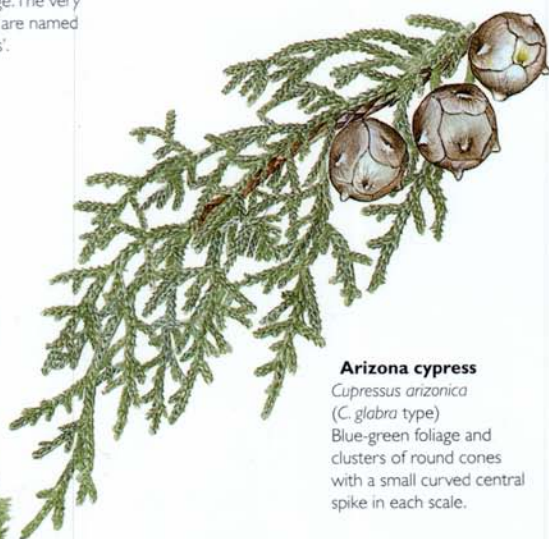 ge. The very
are named
s'.
Arizona cypress
Cupressus arizonica
(C. glabra type)
Blue-green foliage and
clusters of round cones
with a small curved central
spike in each scale.